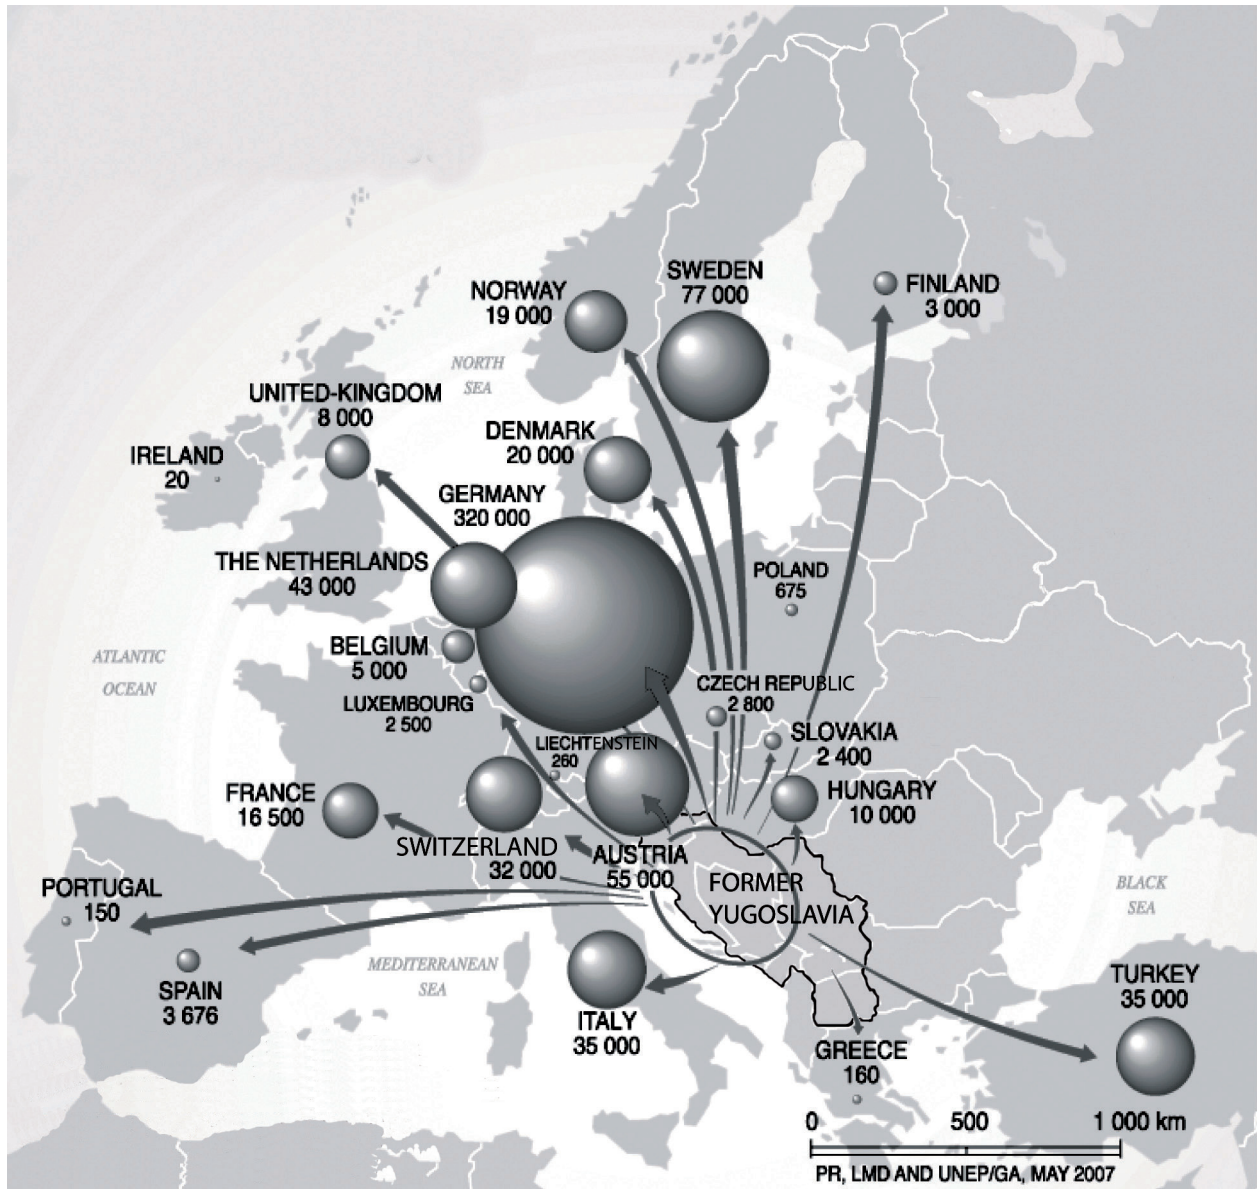 SWEDEN
77 000
FINLAND
3 000
NORWAY
19 000
NORTH
SEA
UNITED-KINGDOM
8 000
DENMARK
20 000
IRELAND
20
GERMANY
320 000
THE NETHERLANDS
43 000
POLAND
675
BELGIUM
5 000
ATLANTIC
OCEAN
CZECH REPUBLIC
2 800
LUXEMBOURG
2 500
SLOVAKIA
2 400
LIECHTENSTEIN
260
HUNGARY
10 000
FRANCE
16 500
SWITZERLAND
32 000
AUSTRIA
55 000
FORMER
YUGOSLAVIA
BLACK
SEA
PORTUGAL
150
MEDITERRANEAN
SEA
SPAIN
3 676
TURKEY
35 000
ITALY
35 000
GREECE
160
0 500 1 000 km
PR, LMD AND UNEP/GA, MAY 2007